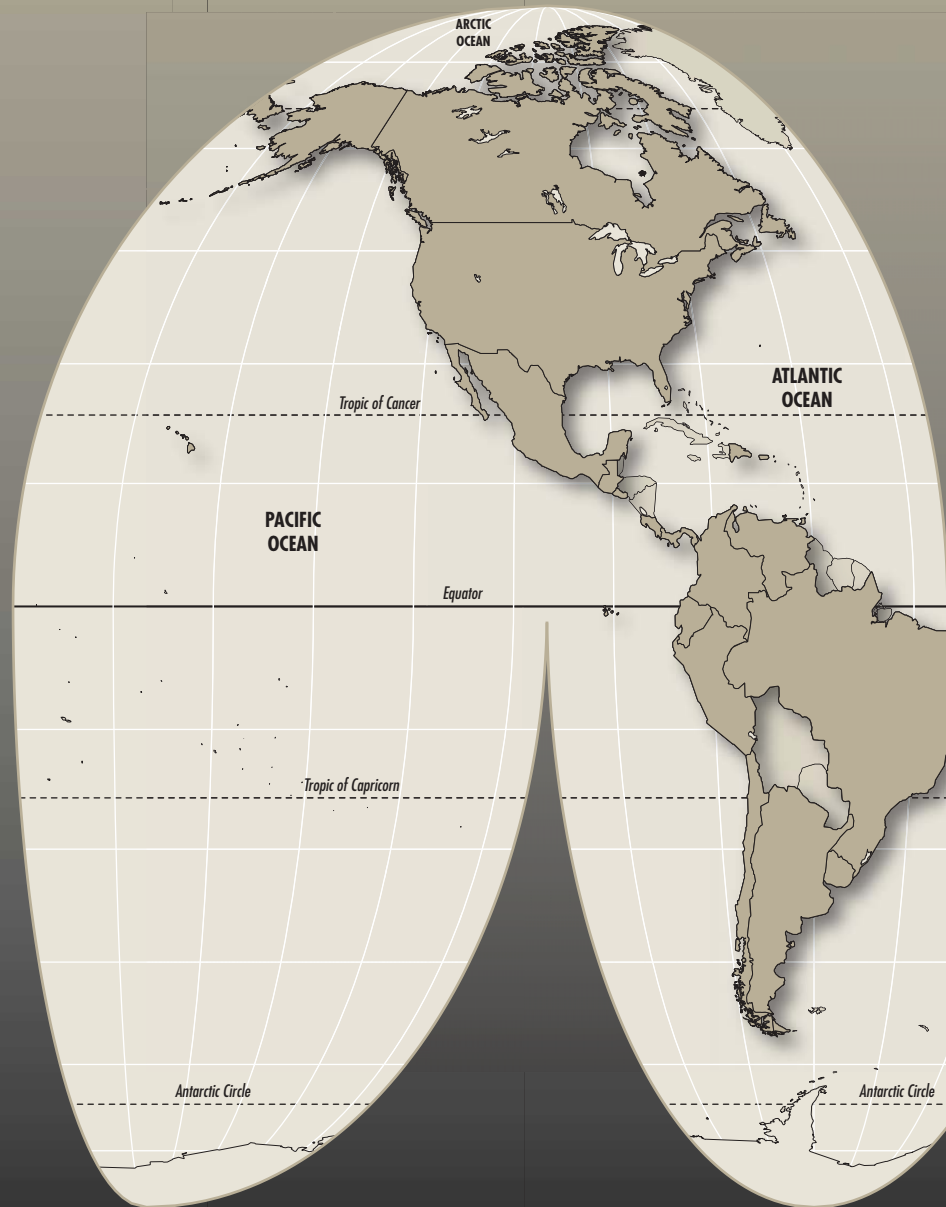 ARCTIC
OCEAN
ATLANTIC
OCEAN
Tropic of Cancer
PACIFIC
OCEAN
Equator
Tropic of Capricorn
Antarctic Circle
Antarctic Circle